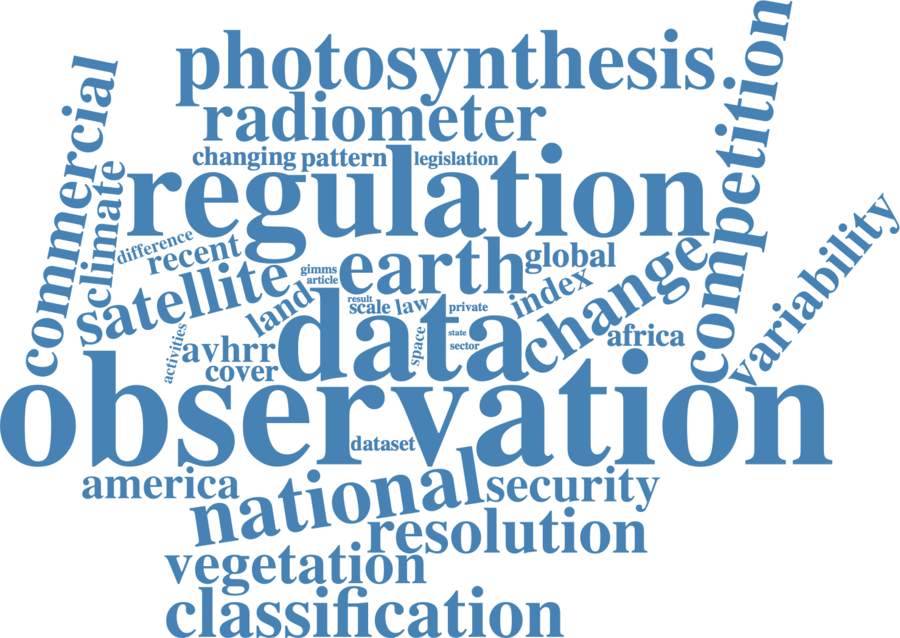 photosynthesis
commercial
competition
radiometer
changing pattern
legislation
regulation
climate
difference
recent
earth
global
variability
satellite
gimms
article
land
result
scale law
private
index
change
data
space
state
sector
africa
activities
avhrr
cover
observation
dataset
america
national
security
resolution
vegetation
classification